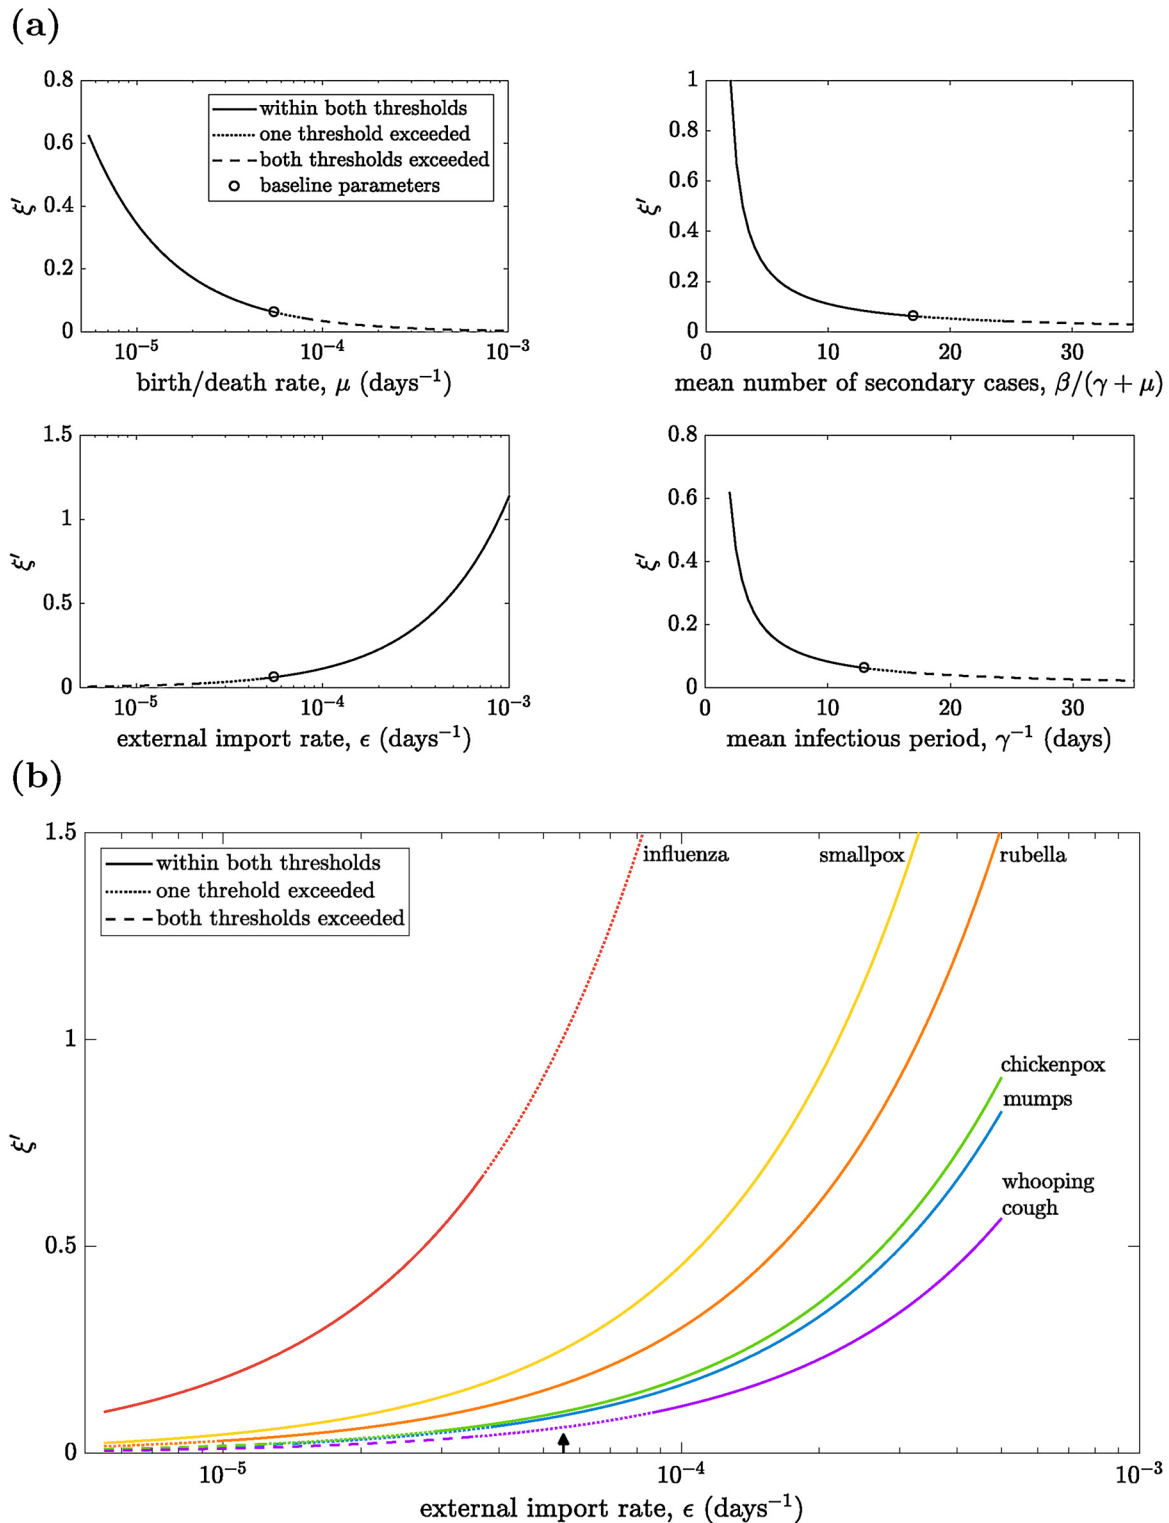 (a)
0.8
0.6
0.4
0.2
0
ξ′
within both thresholds
one threshold exceeded
both thresholds exceeded
baseline parameters
10⁻⁵ 10⁻⁴ 10⁻³
birth/death rate, μ (days⁻¹)
1
0.8
0.6
0.4
0.2
0
ξ′
0 10 20 30
mean number of secondary cases, β/(γ + μ)
1.5
1
0.5
0
ξ′
10⁻⁵ 10⁻⁴ 10⁻³
external import rate, ϵ (days⁻¹)
0.8
0.6
0.4
0.2
0
ξ′
0 10 20 30
mean infectious period, γ⁻¹ (days)
(b)
1.5
1
0.5
0
ξ′
within both thresholds
one threhold exceeded
both thresholds exceeded
influenza
smallpox
rubella
chickenpox
mumps
whooping
cough
10⁻⁵ 10⁻⁴ 10⁻³
external import rate, ϵ (days⁻¹)